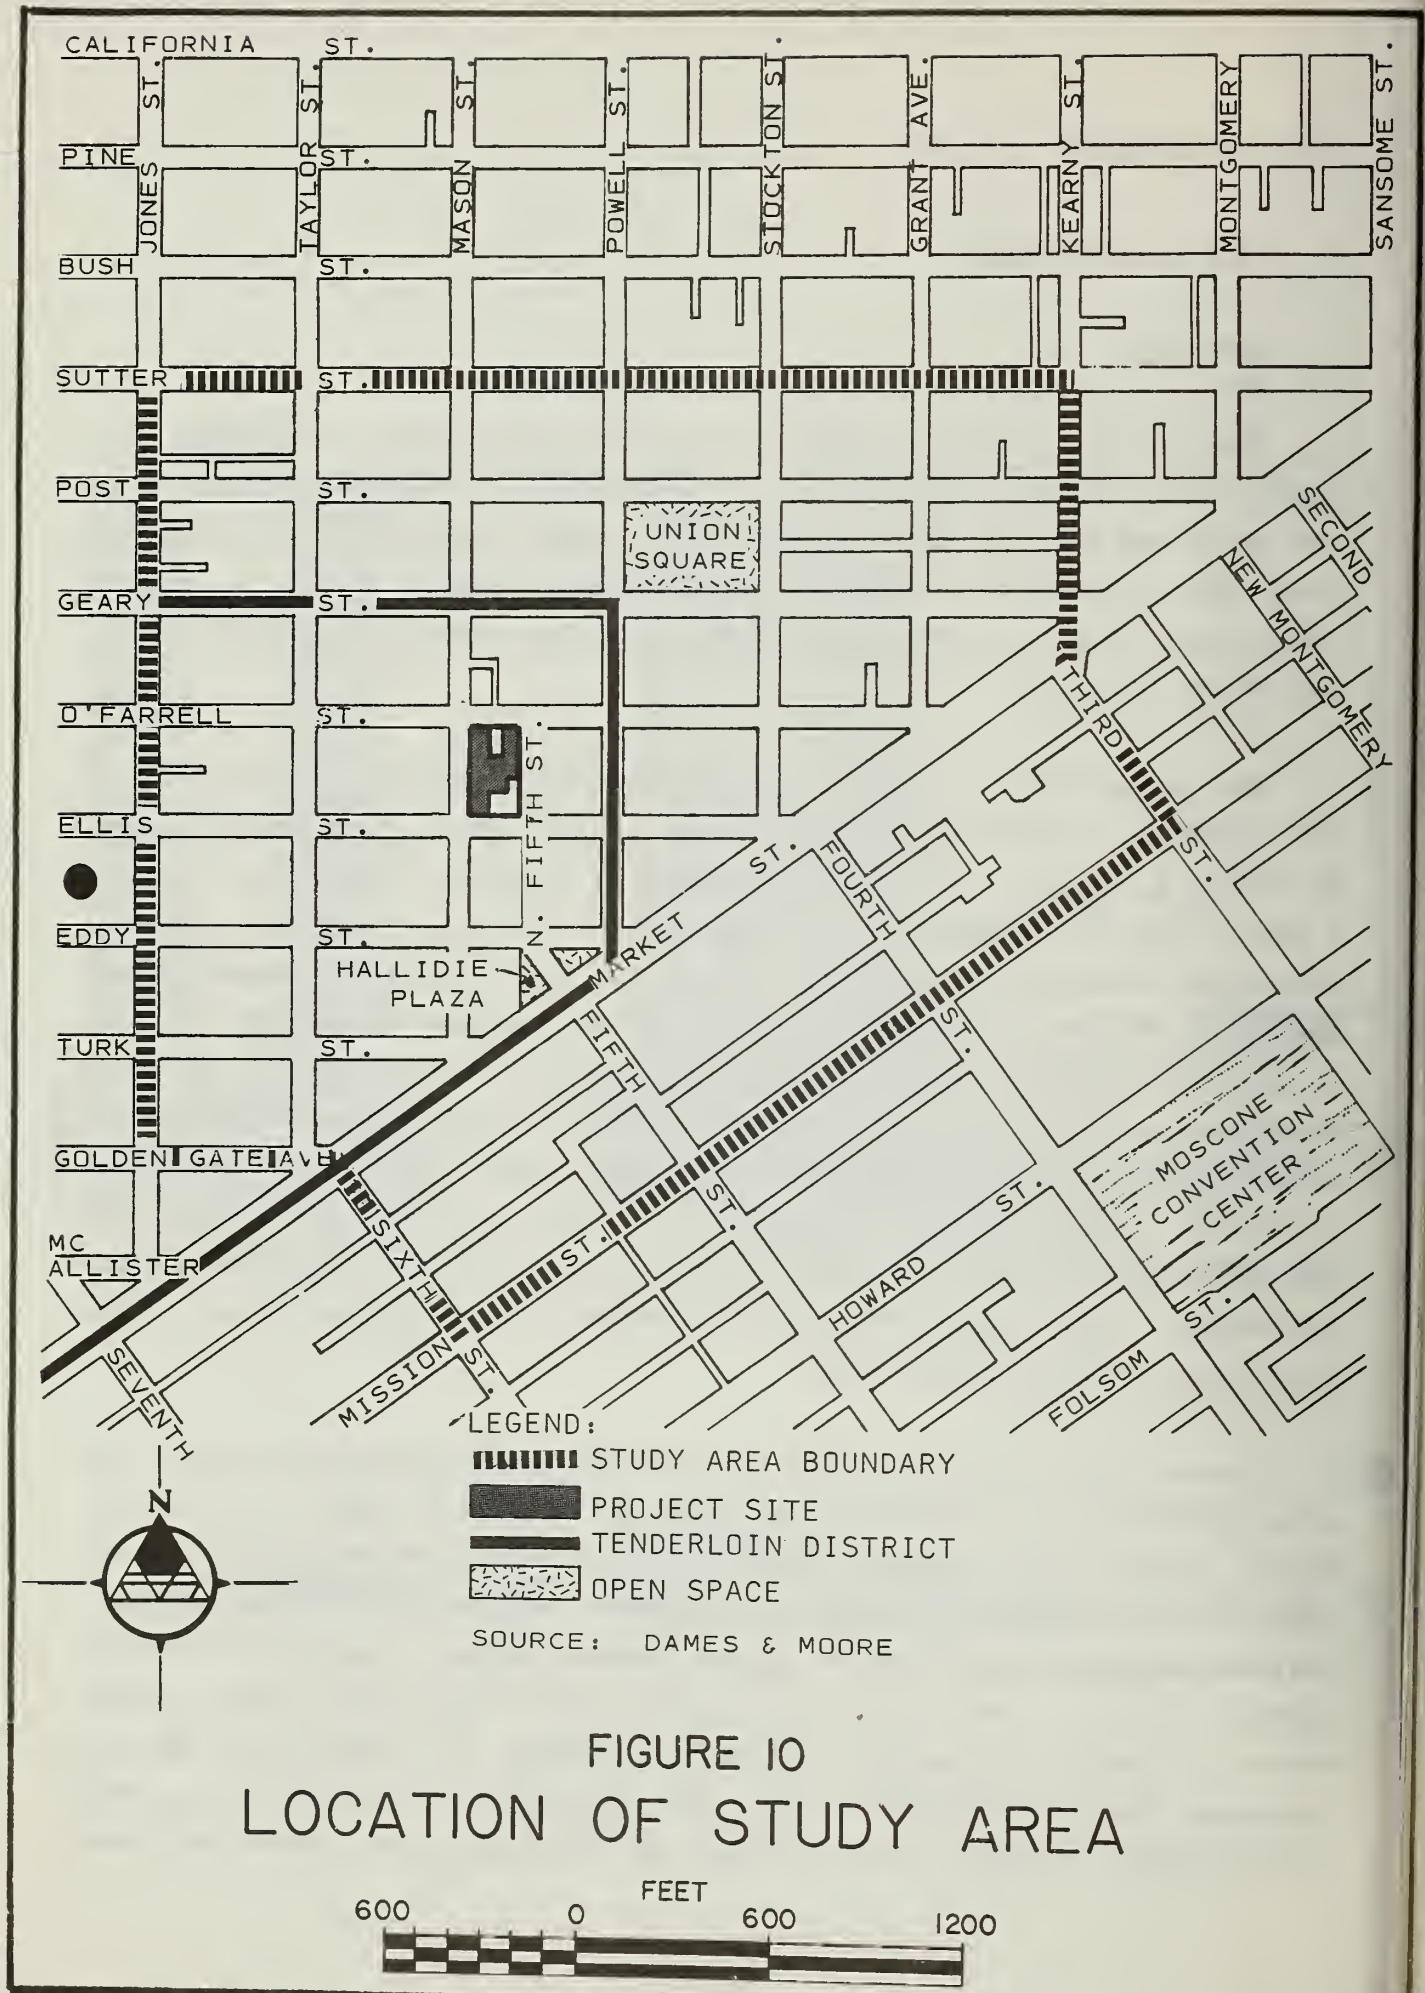 CALIFORNIA ST.
JONES ST.
TAYLOR ST.
MASON ST.
POWELL ST.
STOCKTON ST.
GRANT AVE.
KEARNY ST.
MONTGOMERY
SANSOME ST.
PINE ST.
BUSH ST.
SUTTER ST.
POST ST.
UNION
SQUARE
SECOND
NEW MONTGOMERY
GEARY ST.
THIRD ST.
O'FARRELL ST.
N. FIFTH ST.
ELLIS ST.
MARKET ST.
FOURTH ST.
EDDY ST.
HALLIDIE
PLAZA
FIFTH ST.
TURK ST.
MOSCONE
CONVENTION
CENTER
GOLDEN GATE AVE
SIXTH ST.
MISSION ST.
HOWARD ST.
FOLSOM ST.
MC
ALLISTER
SEVENTH
LEGEND:
STUDY AREA BOUNDARY
PROJECT SITE
TENDERLOIN DISTRICT
OPEN SPACE
SOURCE: DAMES & MOORE
N
FIGURE 10
LOCATION OF STUDY AREA
FEET
600 0 600 1200